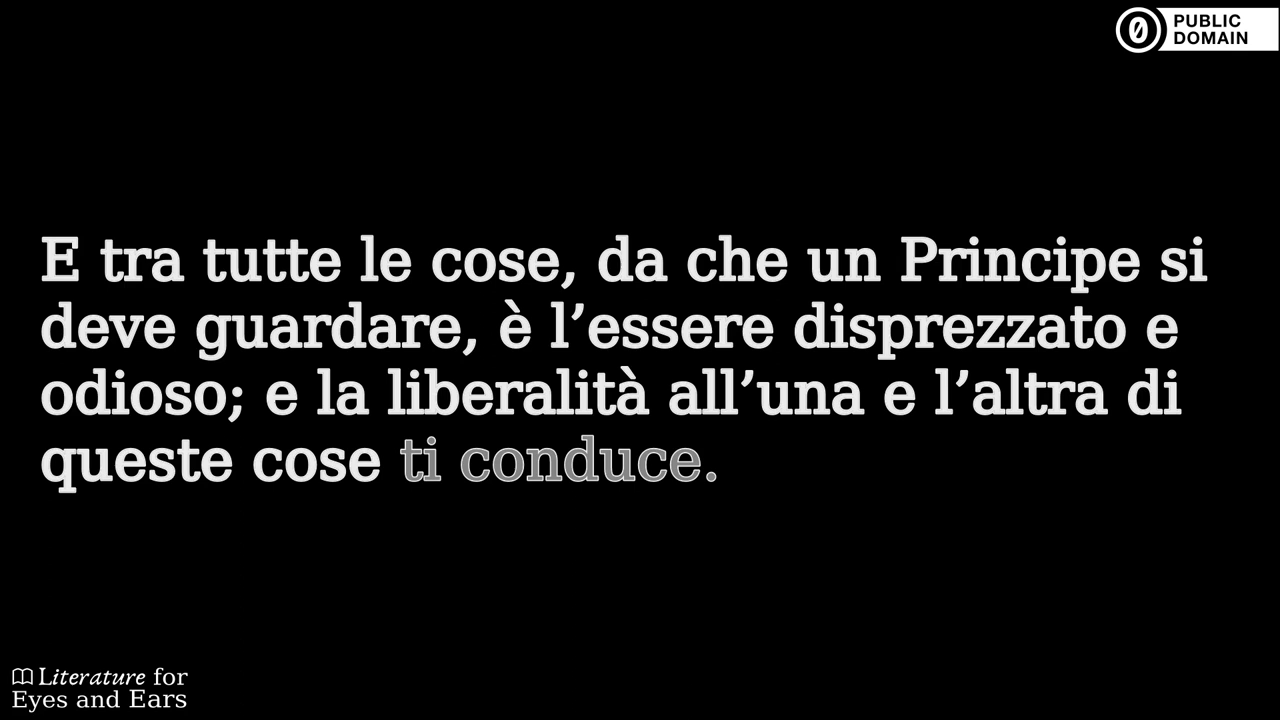 PUBLIC
DOMAIN
E tra tutte le cose, da che un Principe si
deve guardare, è l’essere disprezzato e
odioso; e la liberalità all’una e l’altra di
queste cose ti conduce.
Literature for
Eyes and Ears